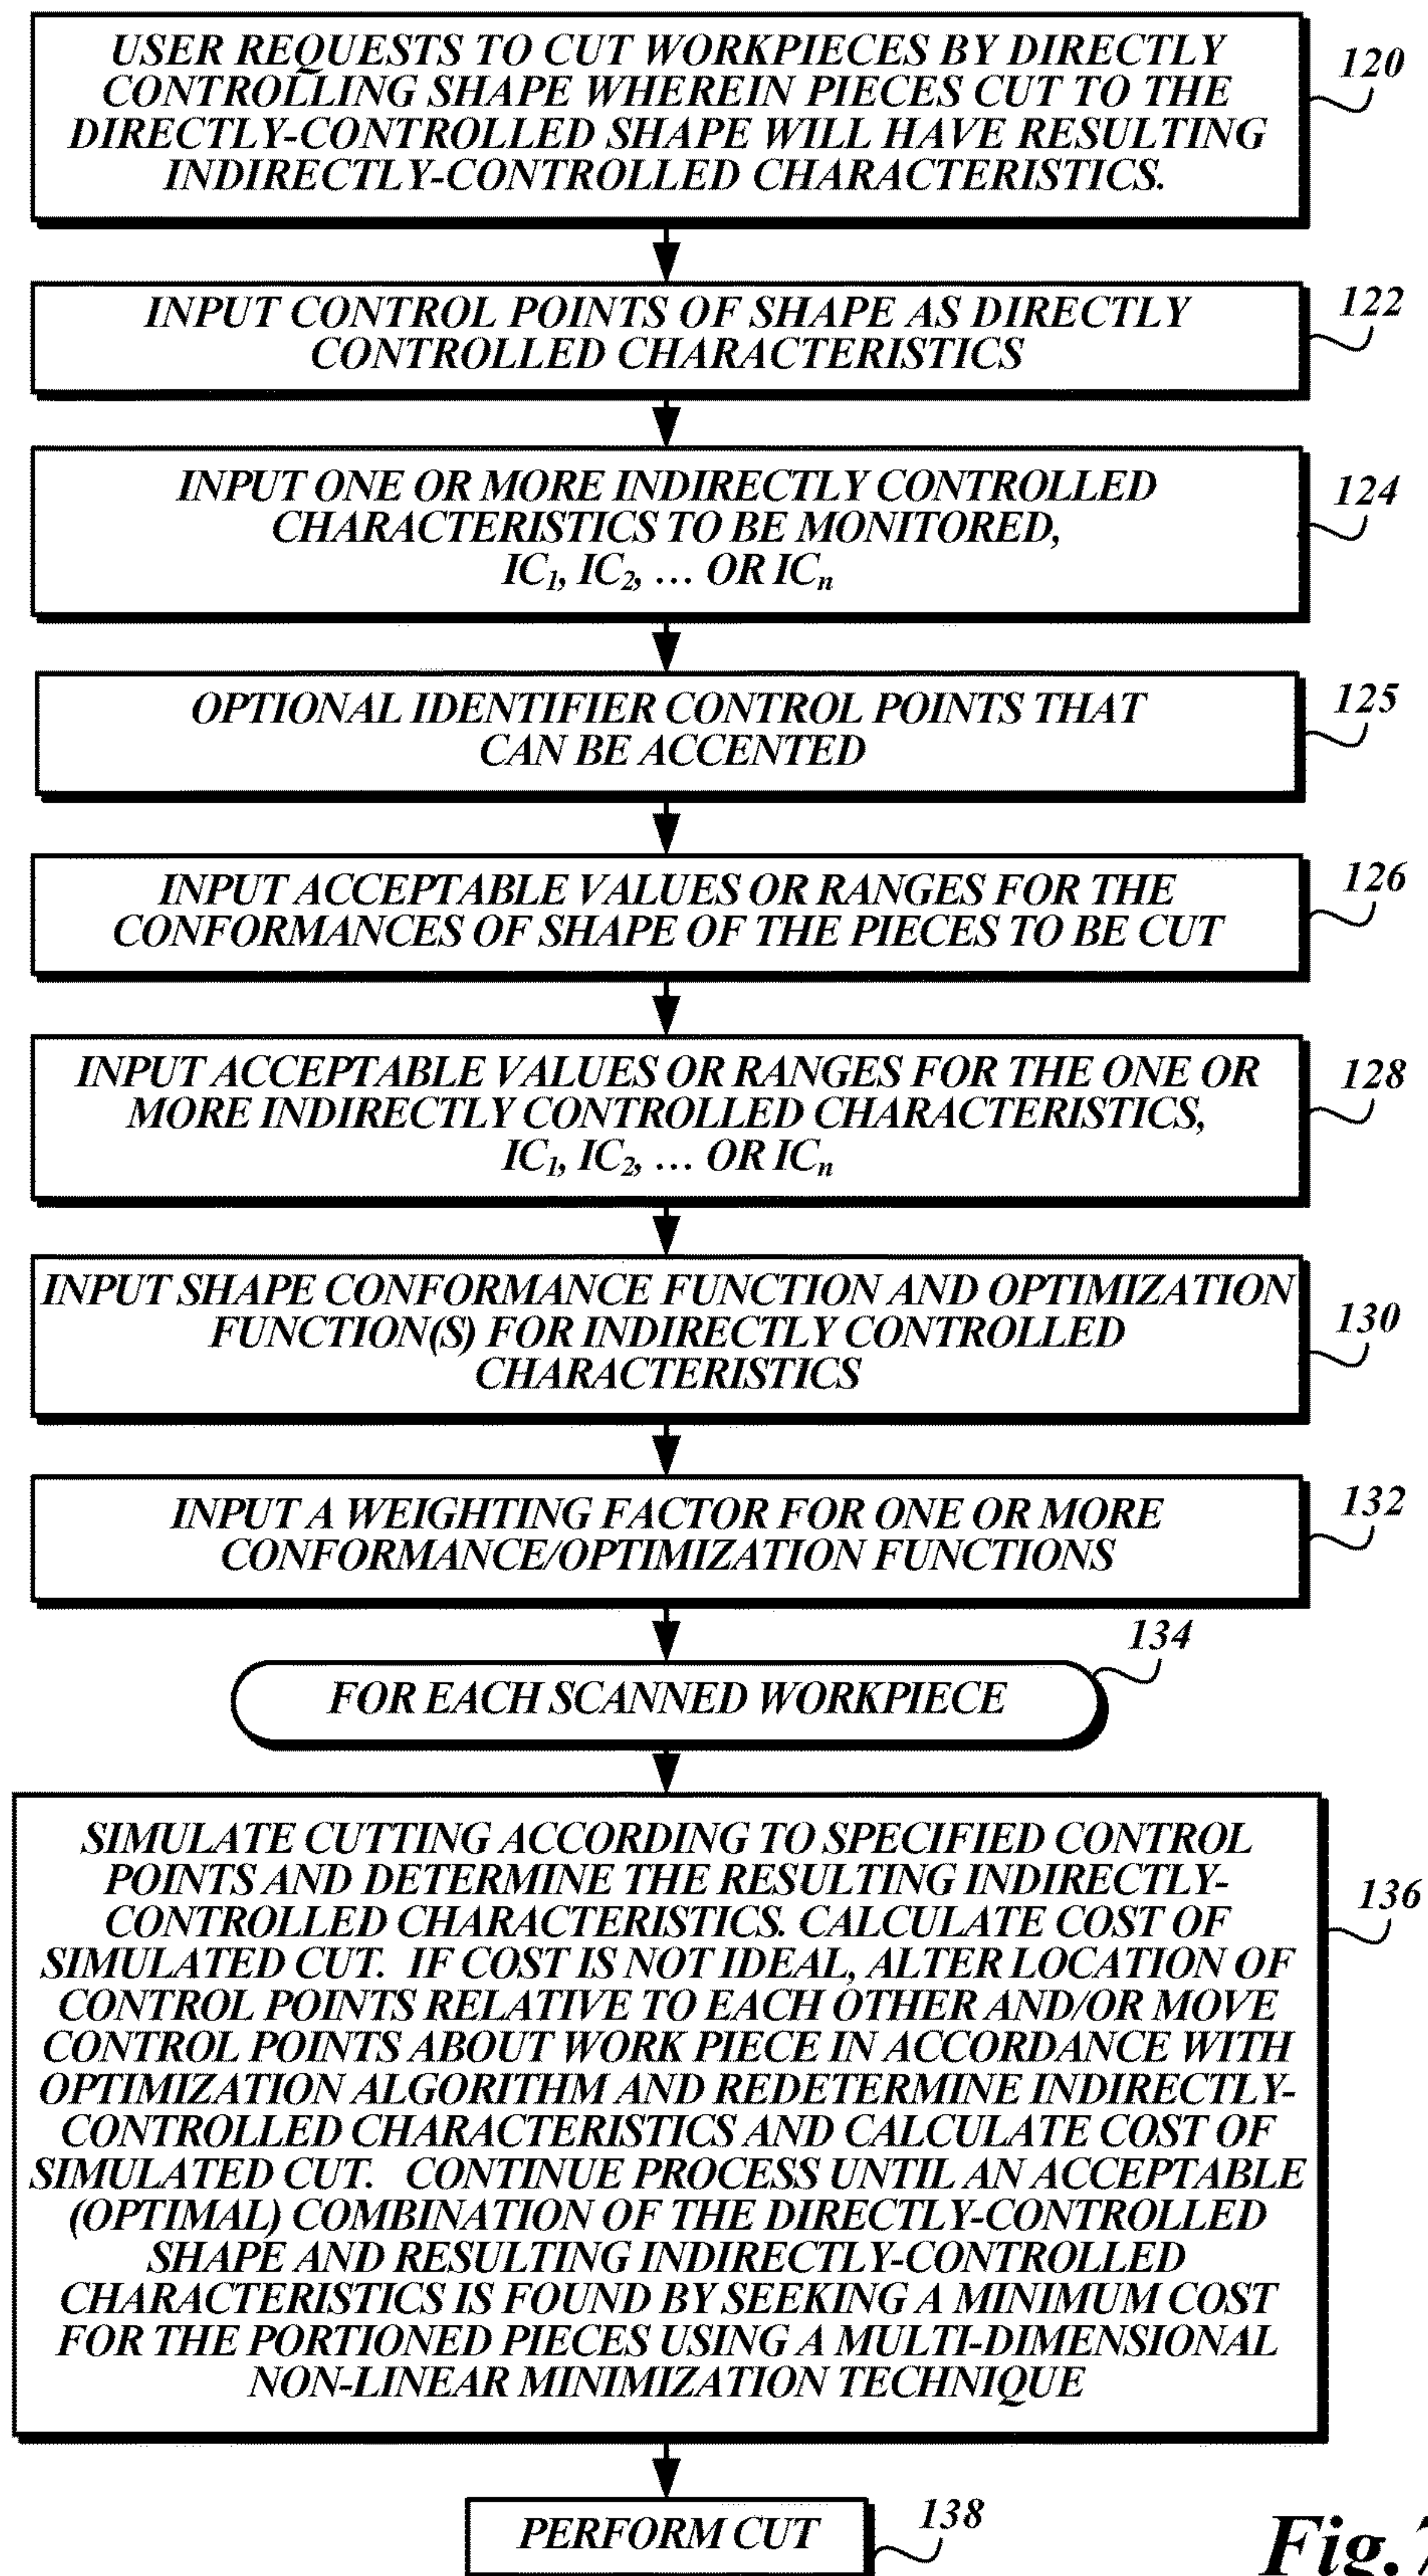 USER REQUESTS TO CUT WORKPIECES BY DIRECTLY
CONTROLLING SHAPE WHEREIN PIECES CUT TO THE
DIRECTLY-CONTROLLED SHAPE WILL HAVE RESULTING
INDIRECTLY-CONTROLLED CHARACTERISTICS.
120
INPUT CONTROL POINTS OF SHAPE AS DIRECTLY
CONTROLLED CHARACTERISTICS
122
INPUT ONE OR MORE INDIRECTLY CONTROLLED
CHARACTERISTICS TO BE MONITORED,
IC₁, IC₂, ... OR ICₙ
124
OPTIONAL IDENTIFIER CONTROL POINTS THAT
CAN BE ACCENTED
125
INPUT ACCEPTABLE VALUES OR RANGES FOR THE
CONFORMANCES OF SHAPE OF THE PIECES TO BE CUT
126
INPUT ACCEPTABLE VALUES OR RANGES FOR THE ONE OR
MORE INDIRECTLY CONTROLLED CHARACTERISTICS,
IC₁, IC₂, ... OR ICₙ
128
INPUT SHAPE CONFORMANCE FUNCTION AND OPTIMIZATION
FUNCTION(S) FOR INDIRECTLY CONTROLLED
CHARACTERISTICS
130
INPUT A WEIGHTING FACTOR FOR ONE OR MORE
CONFORMANCE/OPTIMIZATION FUNCTIONS
132
FOR EACH SCANNED WORKPIECE
134
SIMULATE CUTTING ACCORDING TO SPECIFIED CONTROL
POINTS AND DETERMINE THE RESULTING INDIRECTLY-
CONTROLLED CHARACTERISTICS. CALCULATE COST OF
SIMULATED CUT. IF COST IS NOT IDEAL, ALTER LOCATION OF
CONTROL POINTS RELATIVE TO EACH OTHER AND/OR MOVE
CONTROL POINTS ABOUT WORK PIECE IN ACCORDANCE WITH
OPTIMIZATION ALGORITHM AND REDETERMINE INDIRECTLY-
CONTROLLED CHARACTERISTICS AND CALCULATE COST OF
SIMULATED CUT. CONTINUE PROCESS UNTIL AN ACCEPTABLE
(OPTIMAL) COMBINATION OF THE DIRECTLY-CONTROLLED
SHAPE AND RESULTING INDIRECTLY-CONTROLLED
CHARACTERISTICS IS FOUND BY SEEKING A MINIMUM COST
FOR THE PORTIONED PIECES USING A MULTI-DIMENSIONAL
NON-LINEAR MINIMIZATION TECHNIQUE
136
PERFORM CUT
138
Fig.